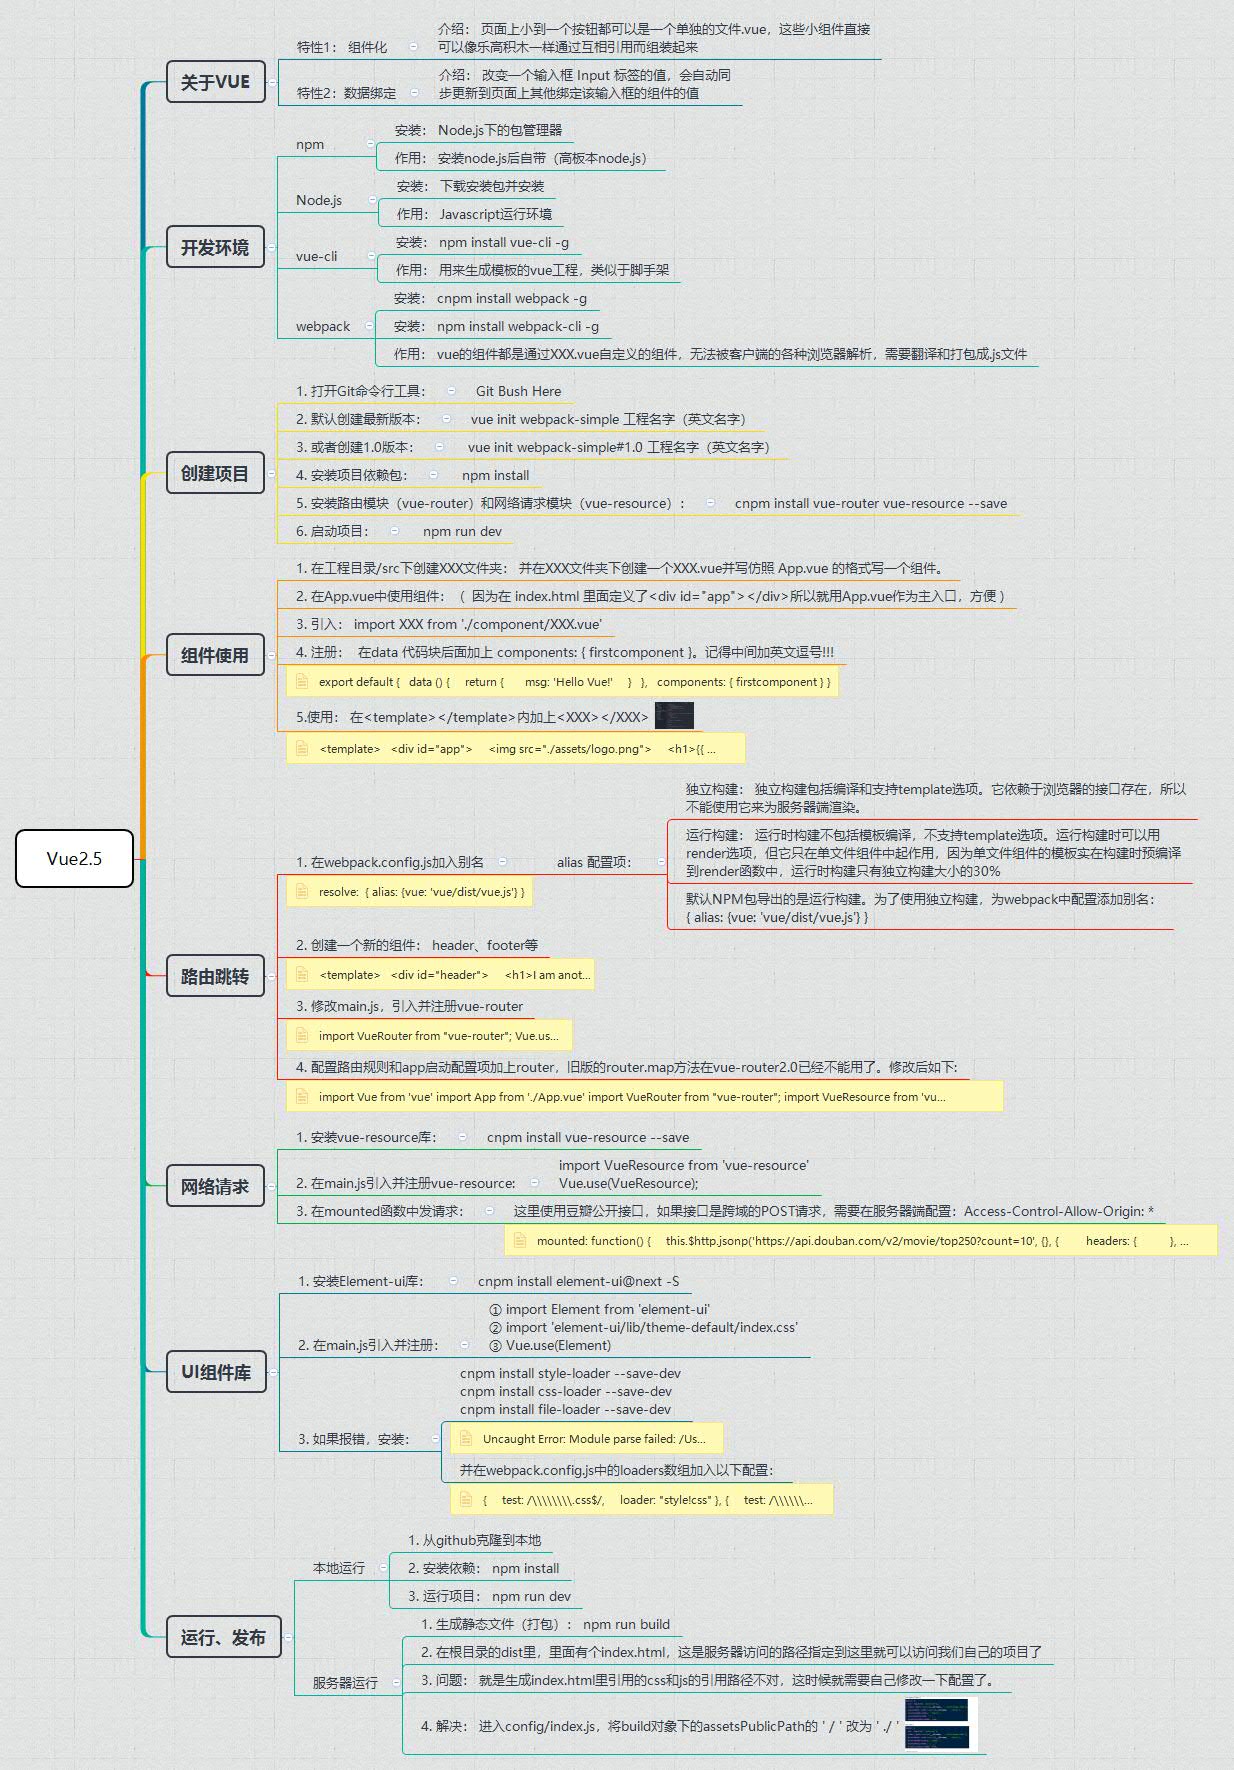 Vue2.5
关于VUE
特性1： 组件化
介绍： 页面上小到一个按钮都可以是一个单独的文件.vue，这些小组件直接
可以像乐高积木一样通过互相引用而组装起来
特性2：数据绑定
介绍： 改变一个输入框 Input 标签的值，会自动同
步更新到页面上其他绑定该输入框的组件的值
开发环境
npm
安装： Node.js下的包管理器
作用： 安装node.js后自带（高板本node.js）
Node.js
安装： 下载安装包并安装
作用： Javascript运行环境
vue-cli
安装： npm install vue-cli -g
作用： 用来生成模板的vue工程，类似于脚手架
webpack
安装： cnpm install webpack -g
安装： npm install webpack-cli -g
作用： vue的组件都是通过XXX.vue自定义的组件，无法被客户端的各种浏览器解析，需要翻译和打包成.js文件
创建项目
1. 打开Git命令行工具： Git Bush Here
2. 默认创建最新版本： vue init webpack-simple 工程名字（英文名字）
3. 或者创建1.0版本： vue init webpack-simple#1.0 工程名字（英文名字）
4. 安装项目依赖包： npm install
5. 安装路由模块（vue-router）和网络请求模块（vue-resource）： cnpm install vue-router vue-resource --save
6. 启动项目： npm run dev
组件使用
1. 在工程目录/src下创建XXX文件夹： 并在XXX文件夹下创建一个XXX.vue并写仿照 App.vue 的格式写一个组件。
2. 在App.vue中使用组件：（ 因为在 index.html 里面定义了<div id="app"></div>所以就用App.vue作为主入口，方便 ）
3. 引入： import XXX from './component/XXX.vue'
4. 注册： 在data 代码块后面加上 components: { firstcomponent }。记得中间加英文逗号!!!
export default { data () { return { msg: 'Hello Vue!' } }, components: { firstcomponent } }
5.使用： 在<template></template>内加上<XXX></XXX>
<template> <div id="app"> <img src="./assets/logo.png"> <h1>{{ ...
路由跳转
1. 在webpack.config.js加入别名
alias 配置项：
独立构建： 独立构建包括编译和支持template选项。它依赖于浏览器的接口存在，所以
不能使用它来为服务器端渲染。
运行构建： 运行时构建不包括模板编译，不支持template选项。运行构建时可以用
render选项，但它只在单文件组件中起作用，因为单文件组件的模板实在构建时预编译
到render函数中，运行时构建只有独立构建大小的30%
默认NPM包导出的是运行构建。为了使用独立构建，为webpack中配置添加别名：
{ alias: {vue: 'vue/dist/vue.js'} }
resolve: { alias: {vue: 'vue/dist/vue.js'} }
2. 创建一个新的组件： header、footer等
<template> <div id="header"> <h1>I am anot...
3. 修改main.js，引入并注册vue-router
import VueRouter from "vue-router"; Vue.us...
4. 配置路由规则和app启动配置项加上router，旧版的router.map方法在vue-router2.0已经不能用了。修改后如下:
import Vue from 'vue' import App from './App.vue' import VueRouter from "vue-router"; import VueResource from 'vu...
网络请求
1. 安装vue-resource库： cnpm install vue-resource --save
2. 在main.js引入并注册vue-resource:
import VueResource from 'vue-resource'
Vue.use(VueResource);
3. 在mounted函数中发请求： 这里使用豆瓣公开接口，如果接口是跨域的POST请求，需要在服务器端配置：Access-Control-Allow-Origin: *
mounted: function() { this.$http.jsonp('https://api.douban.com/v2/movie/top250?count=10', {}, { headers: { }, ...
UI组件库
1. 安装Element-ui库： cnpm install element-ui@next -S
2. 在main.js引入并注册：
① import Element from 'element-ui'
② import 'element-ui/lib/theme-default/index.css'
③ Vue.use(Element)
3. 如果报错，安装：
cnpm install style-loader --save-dev
cnpm install css-loader --save-dev
cnpm install file-loader --save-dev
Uncaught Error: Module parse failed: /Us...
并在webpack.config.js中的loaders数组加入以下配置：
{ test: /\\\\\\\\.css$/, loader: "style!css" }, { test: /\\\\\\...
运行、发布
本地运行
1. 从github克隆到本地
2. 安装依赖： npm install
3. 运行项目： npm run dev
服务器运行
1. 生成静态文件（打包）： npm run build
2. 在根目录的dist里，里面有个index.html，这是服务器访问的路径指定到这里就可以访问我们自己的项目了
3. 问题： 就是生成index.html里引用的css和js的引用路径不对，这时候就需要自己修改一下配置了。
4. 解决： 进入config/index.js，将build对象下的assetsPublicPath的 ' / ' 改为 ' ./ '